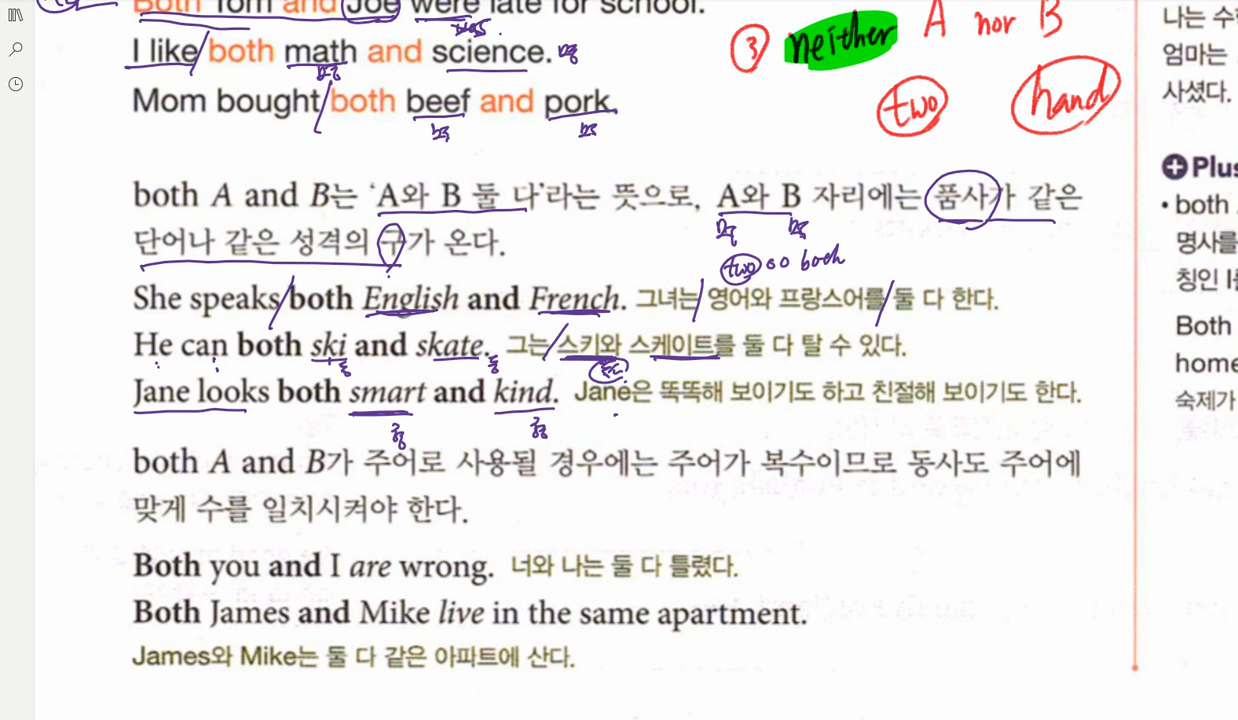 Both Tom and Joe were late for school.
I like both math and science.
Mom bought both beef and pork.
③ neither A nor B
two hand
both A and B는 ‘A와 B 둘 다’라는 뜻으로, A와 B 자리에는 품사가 같은
단어나 같은 성격의 구가 온다.
two both
She speaks both English and French. 그녀는 영어와 프랑스어를 둘 다 한다.
He can both ski and skate. 그는 스키와 스케이트를 둘 다 탈 수 있다.
동
Jane looks both smart and kind. Jane은 똑똑해 보이기도 하고 친절해 보이기도 한다.
both A and B가 주어로 사용될 경우에는 주어가 복수이므로 동사도 주어에
맞게 수를 일치시켜야 한다.
Both you and I are wrong. 너와 나는 둘 다 틀렸다.
Both James and Mike live in the same apartment.
James와 Mike는 둘 다 같은 아파트에 산다.
나는 수
엄마는
사셨다.
Plus
• both
명사를
칭인 I를
Both
home
숙제가